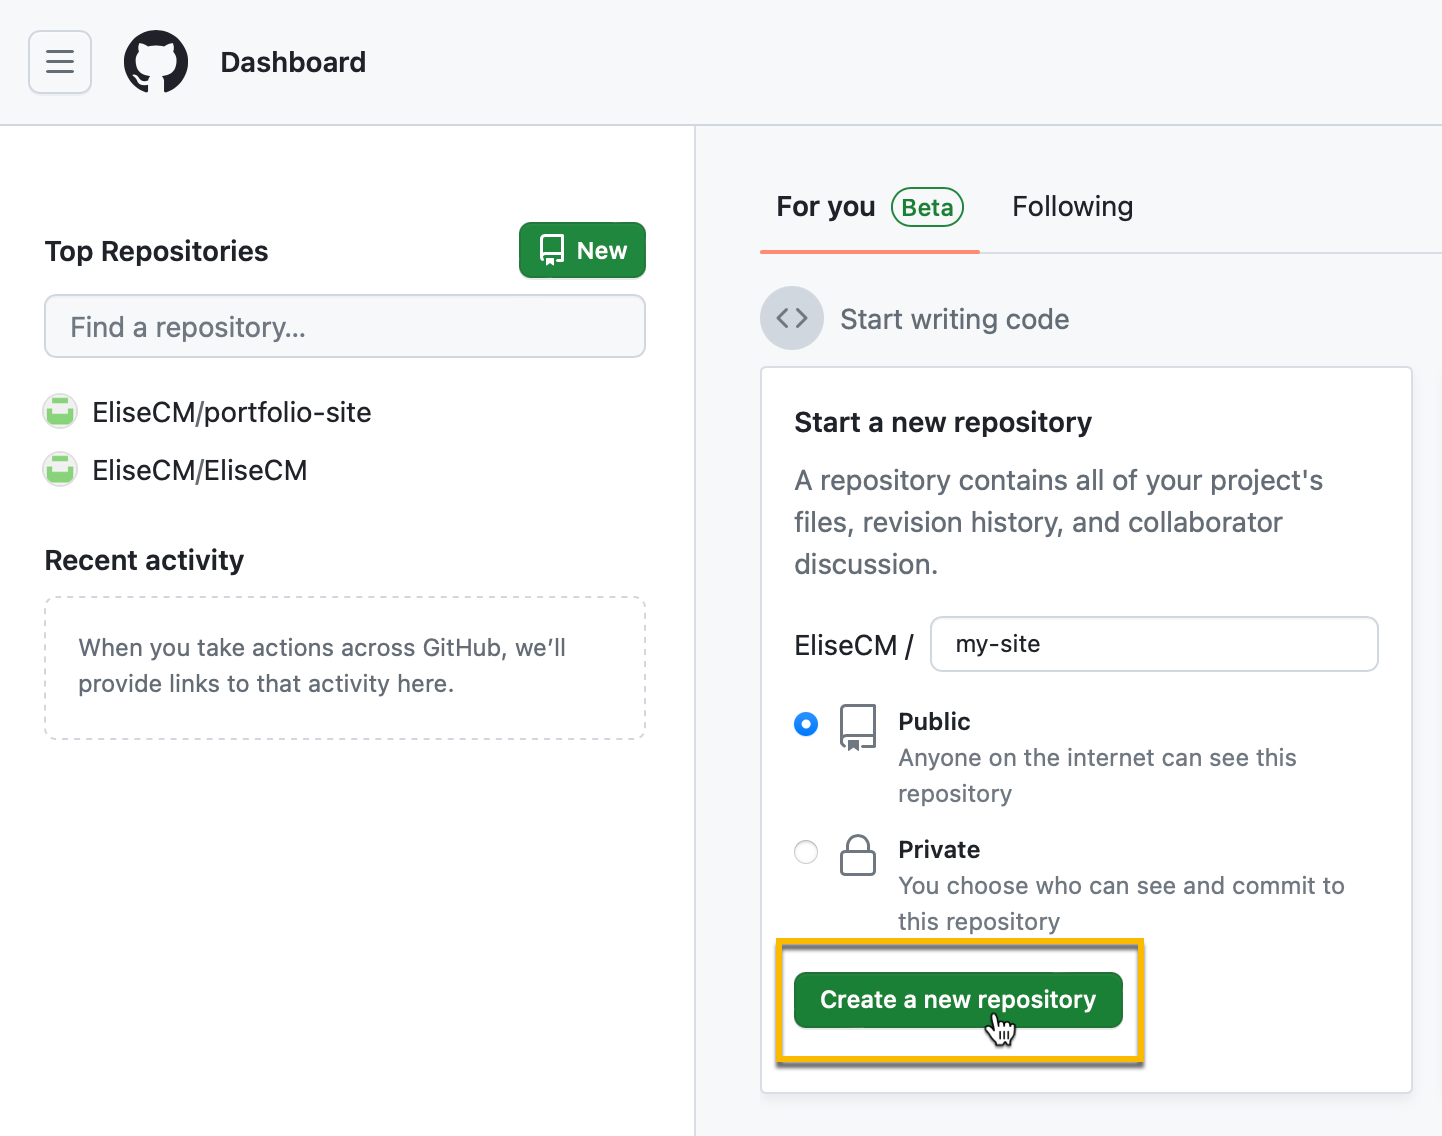 Dashboard
Top Repositories
New
Find a repository...
EliseCM/portfolio-site
EliseCM/EliseCM
Recent activity
When you take actions across GitHub, we’ll
provide links to that activity here.
For you Beta Following
Start writing code
Start a new repository
A repository contains all of your project's
files, revision history, and collaborator
discussion.
EliseCM / my-site
Public
Anyone on the internet can see this
repository
Private
You choose who can see and commit to
this repository
Create a new repository